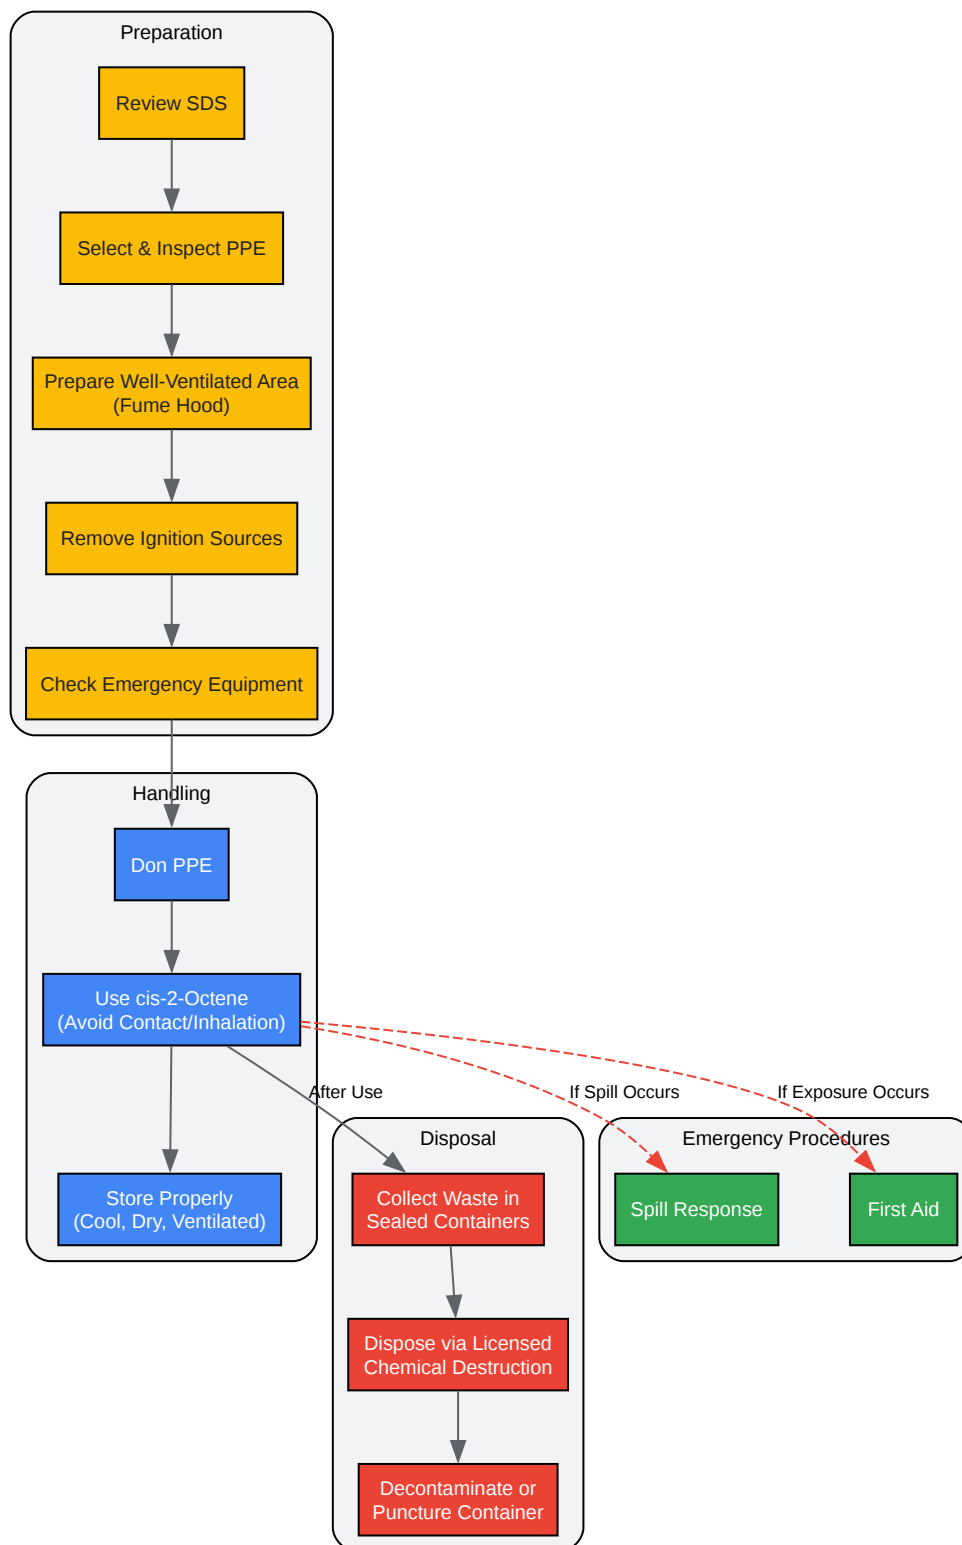 Preparation
Review SDS
Select & Inspect PPE
Prepare Well-Ventilated Area
(Fume Hood)
Remove Ignition Sources
Check Emergency Equipment
Handling
Don PPE
Use cis-2-Octene
(Avoid Contact/Inhalation)
After Use
If Spill Occurs
If Exposure Occurs
Store Properly
(Cool, Dry, Ventilated)
Disposal
Collect Waste in
Sealed Containers
Dispose via Licensed
Chemical Destruction
Decontaminate or
Puncture Container
Emergency Procedures
Spill Response
First Aid